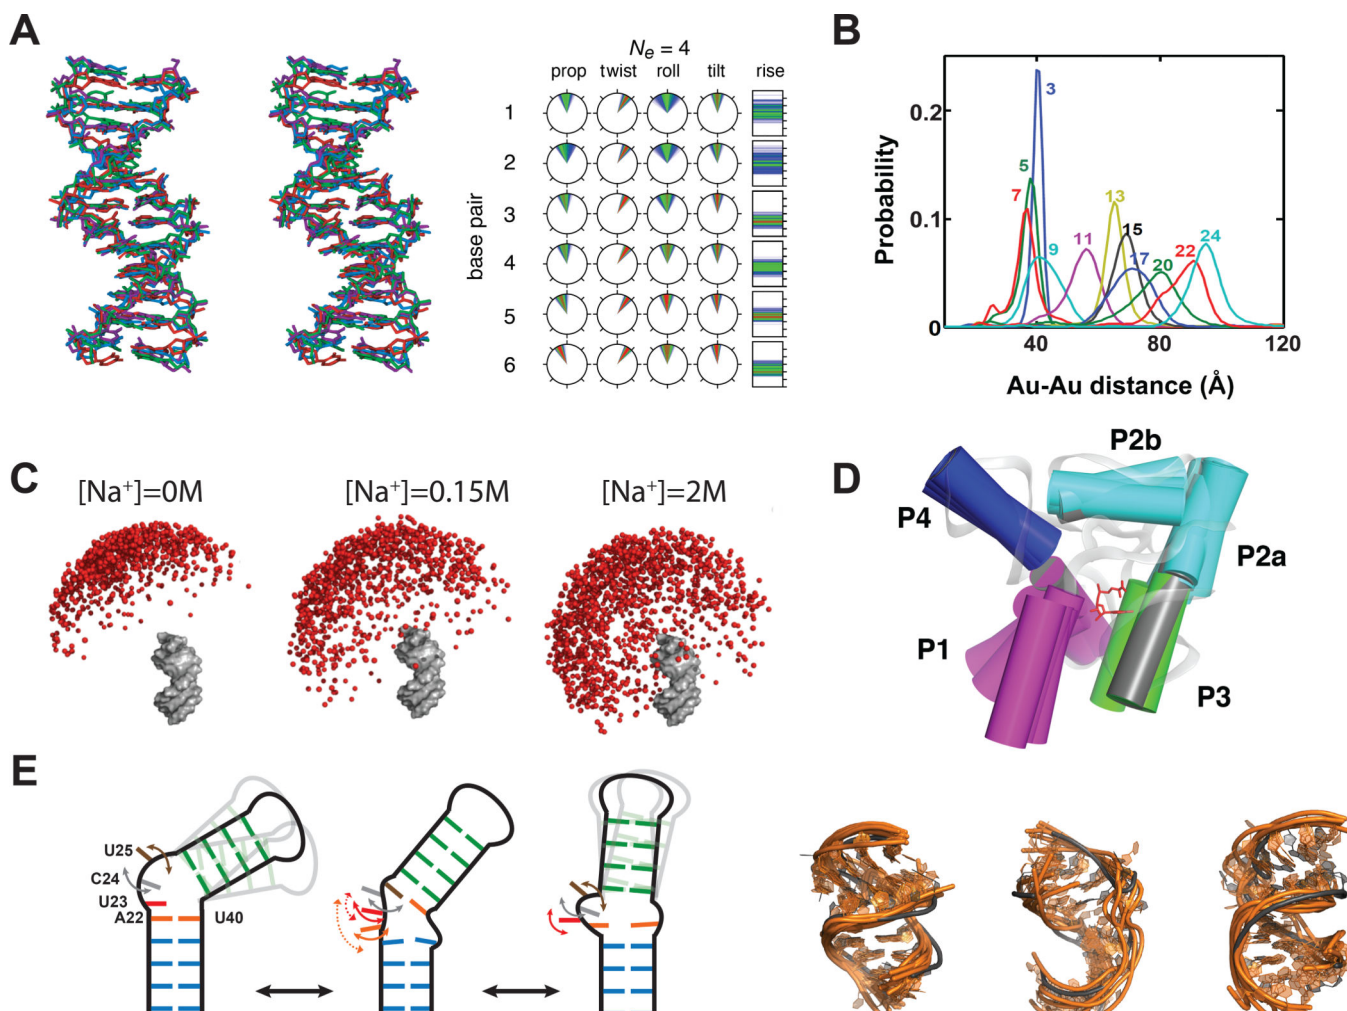 A
N_e = 4
prop twist roll tilt rise
base pair
1
2
3
4
5
6
B
Probability
0.2
0.1
0
40 80 120
Au-Au distance (Å)
3
5
7
9
11
13
15
17
20
22
24
C
[Na⁺]=0M
[Na⁺]=0.15M
[Na⁺]=2M
D
P2b
P4
P2a
P1
P3
E
U25
C24
U23
A22
U40